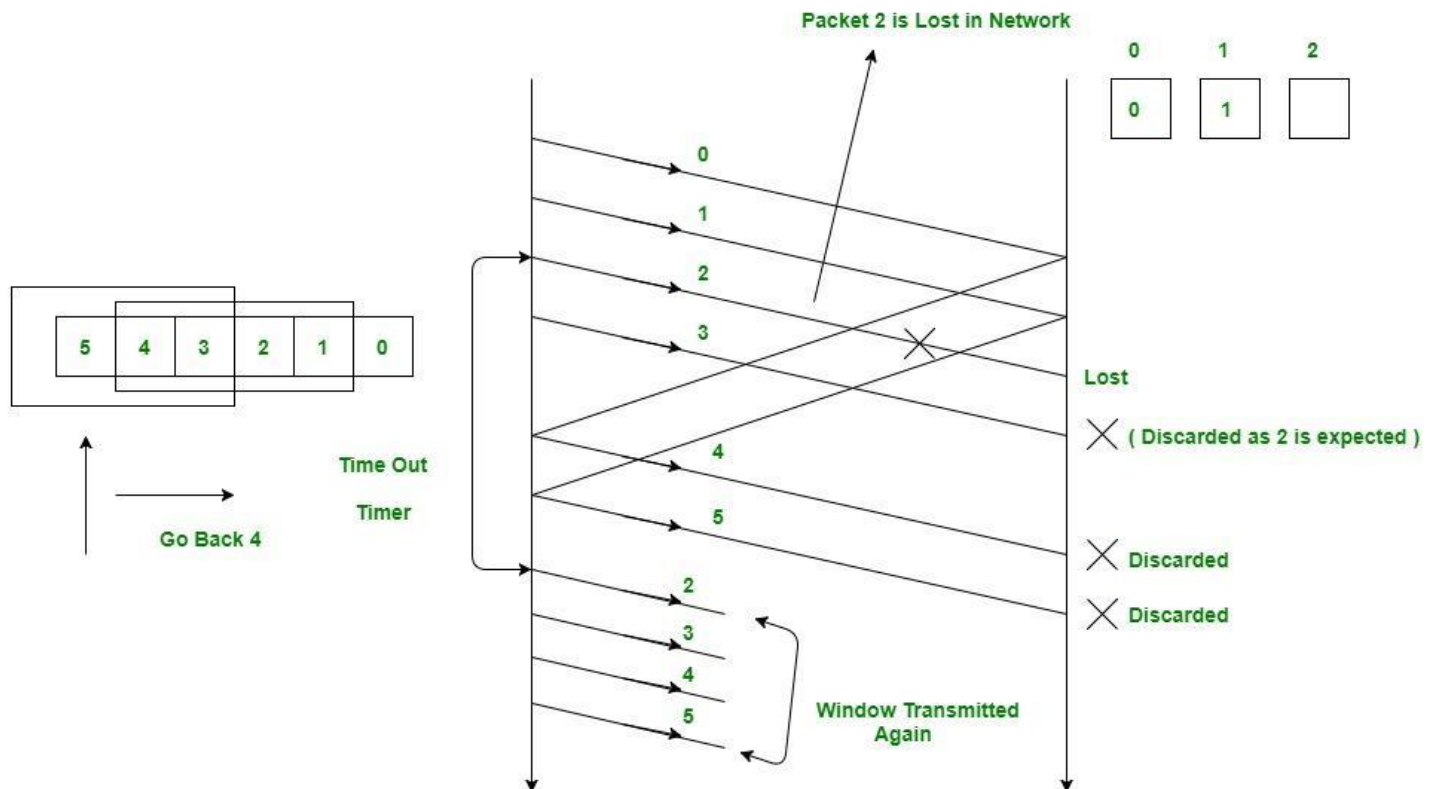 Packet 2 is Lost in Network
0 1 2
0 1
0
1
2
3
5 4 3 2 1 0
Lost
( Discarded as 2 is expected )
4
Time Out
Timer
5
Go Back 4
Discarded
2
Discarded
3
4
5
Window Transmitted
Again